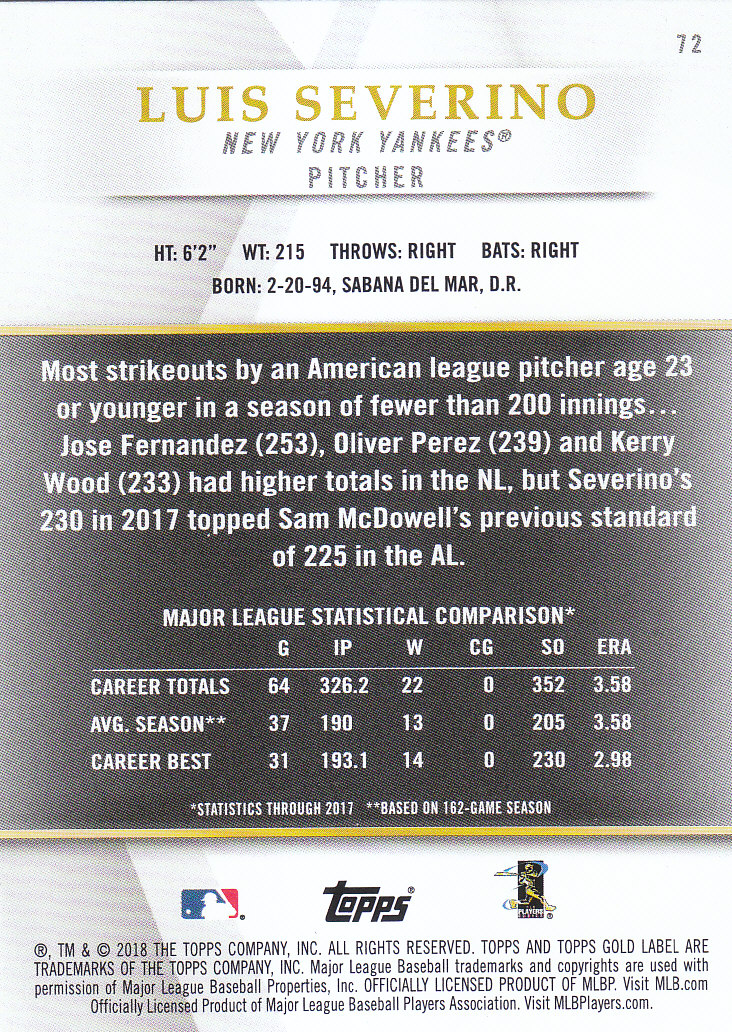 72
LUIS SEVERINO
NEW YORK YANKEES®
PITCHER
HT: 6'2" WT: 215 THROWS: RIGHT BATS: RIGHT
BORN: 2-20-94, SABANA DEL MAR, D.R.
Most strikeouts by an American league pitcher age 23
or younger in a season of fewer than 200 innings...
Jose Fernandez (253), Oliver Perez (239) and Kerry
Wood (233) had higher totals in the NL, but Severino's
230 in 2017 topped Sam McDowell's previous standard
of 225 in the AL.
MAJOR LEAGUE STATISTICAL COMPARISON*
G IP W CG SO ERA
CAREER TOTALS 64 326.2 22 0 352 3.58
AVG. SEASON** 37 190 13 0 205 3.58
CAREER BEST 31 193.1 14 0 230 2.98
*STATISTICS THROUGH 2017 **BASED ON 162-GAME SEASON
Topps®
PLAYERS
®, TM & © 2018 THE TOPPS COMPANY, INC. ALL RIGHTS RESERVED. TOPPS AND TOPPS GOLD LABEL ARE
TRADEMARKS OF THE TOPPS COMPANY, INC. Major League Baseball trademarks and copyrights are used with
permission of Major League Baseball Properties, Inc. OFFICIALLY LICENSED PRODUCT OF MLBP. Visit MLB.com
Officially Licensed Product of Major League Baseball Players Association. Visit MLBPlayers.com.